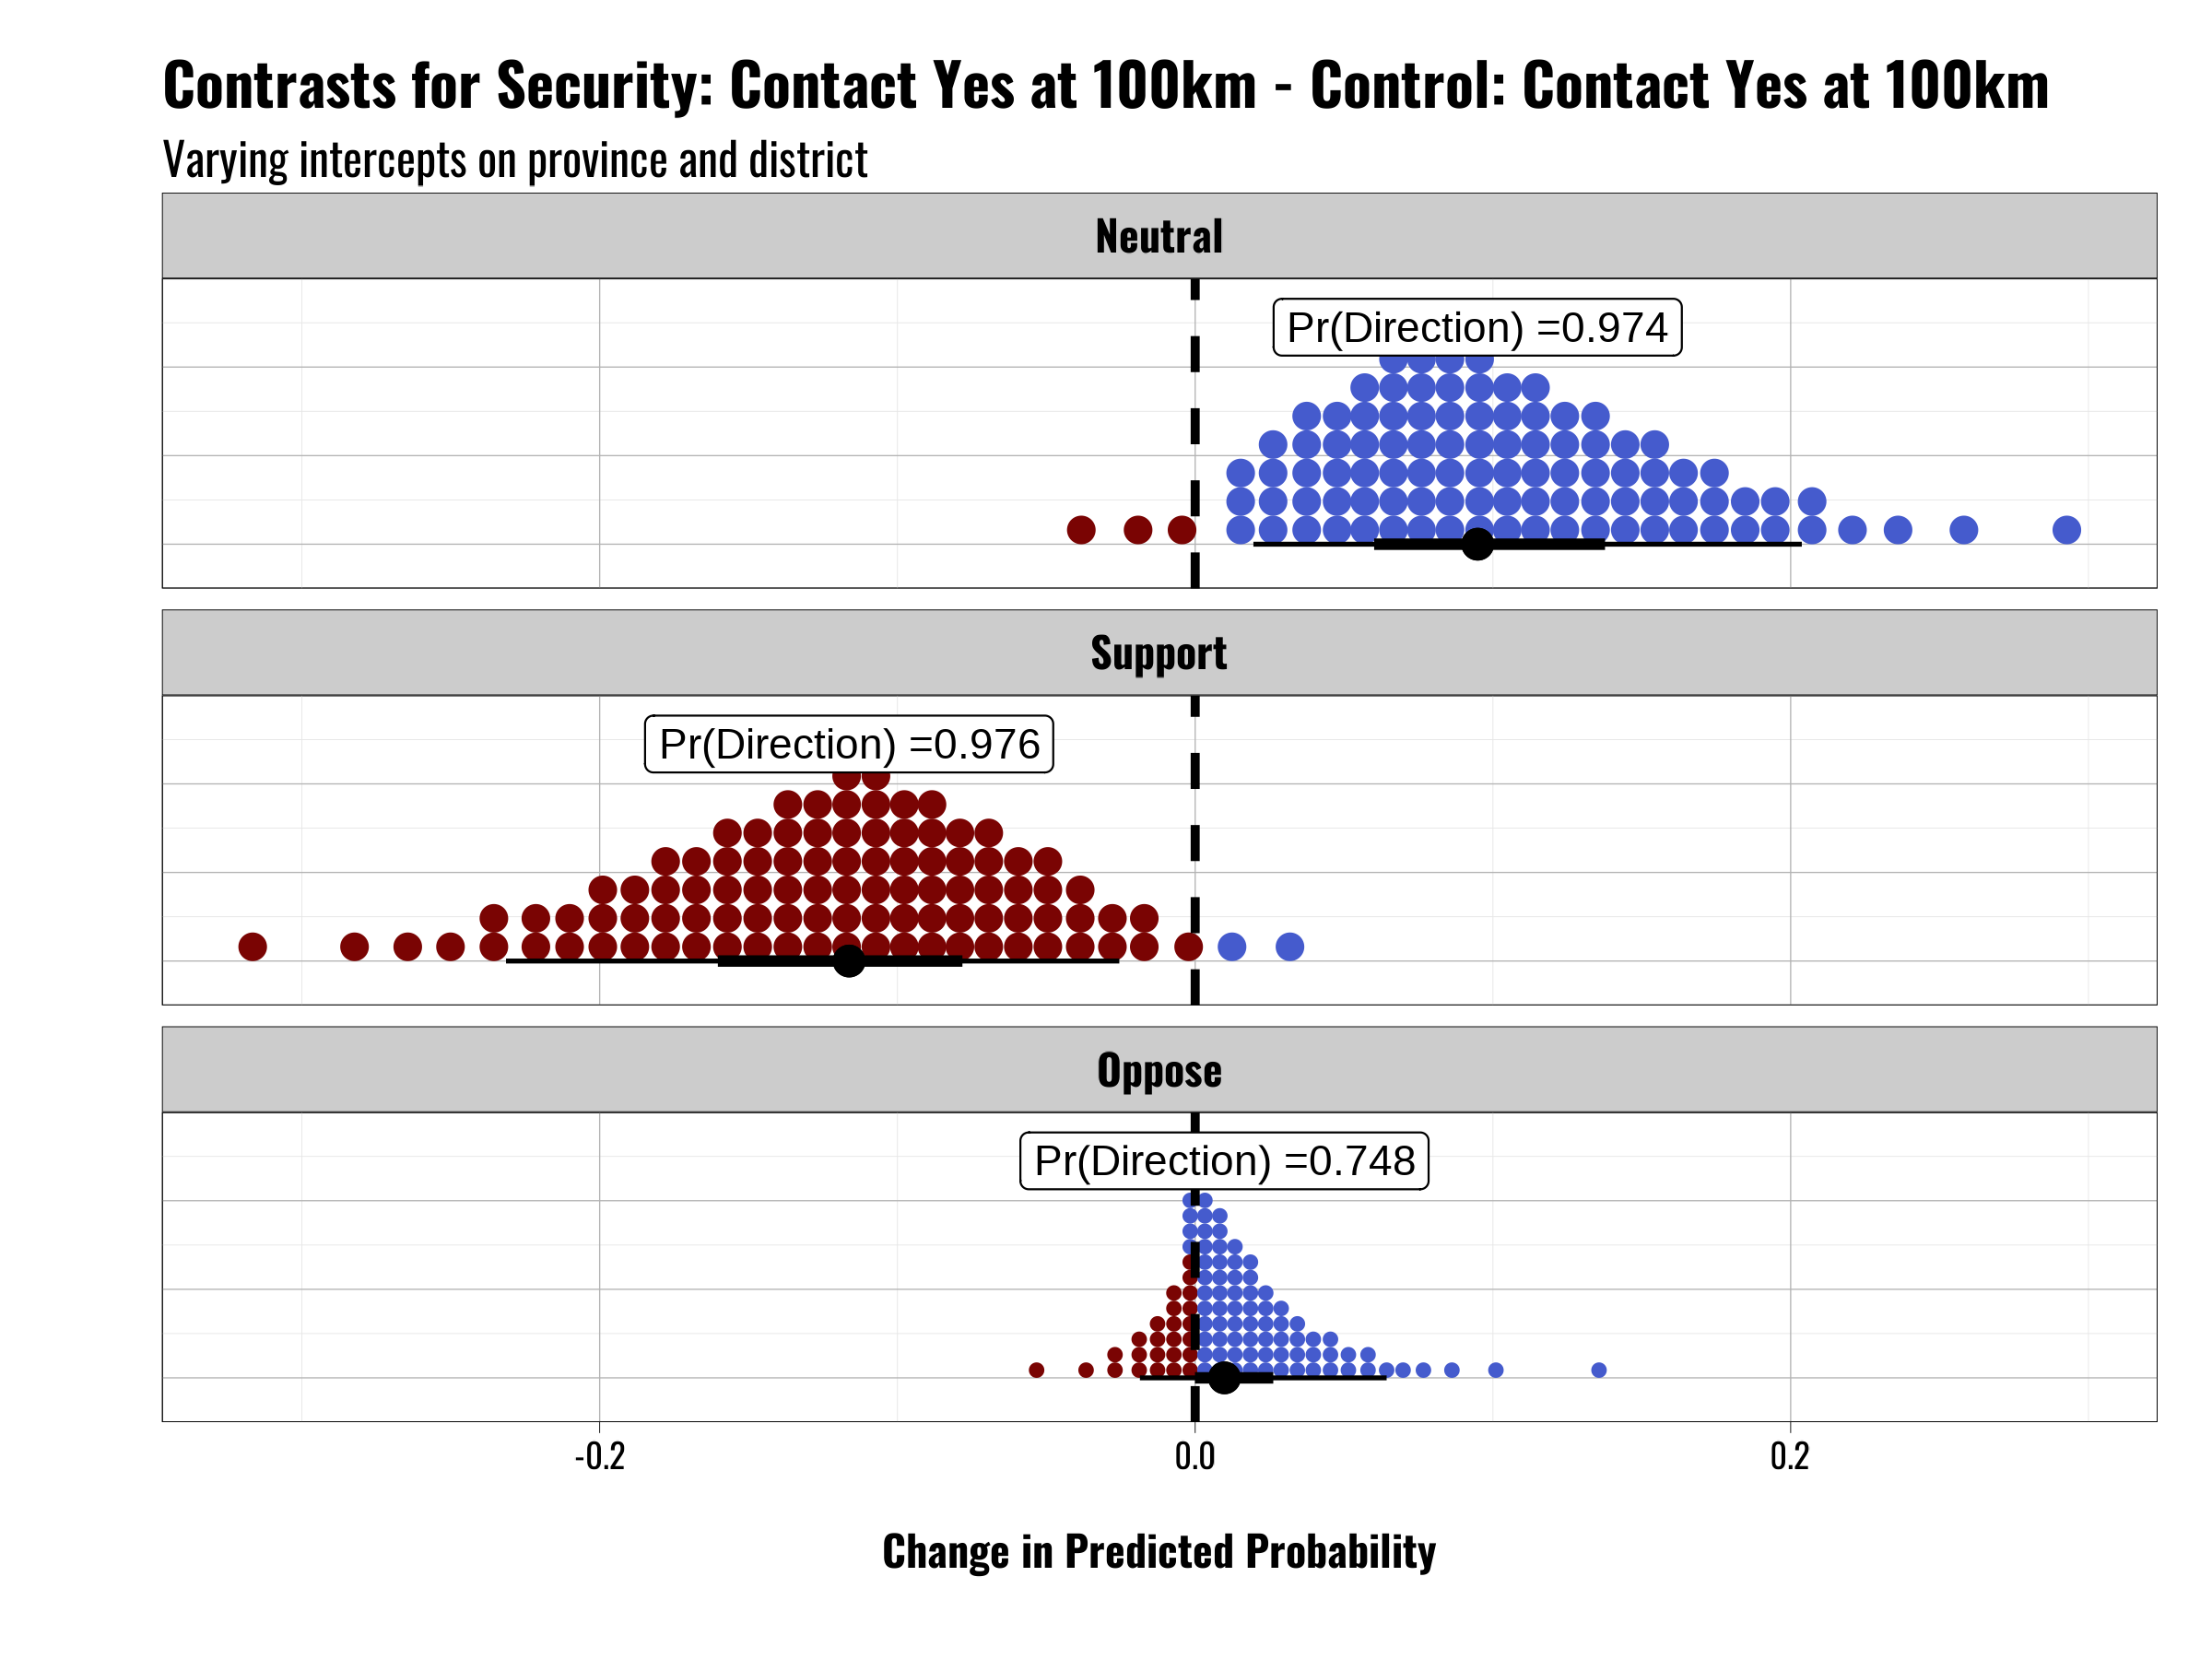 Contrasts for Security: Contact Yes at 100km - Control: Contact Yes at 100km
Varying intercepts on province and district
Neutral
Pr(Direction) =0.974
Support
Pr(Direction) =0.976
Oppose
Pr(Direction) =0.748
-0.2 0.0 0.2
Change in Predicted Probability